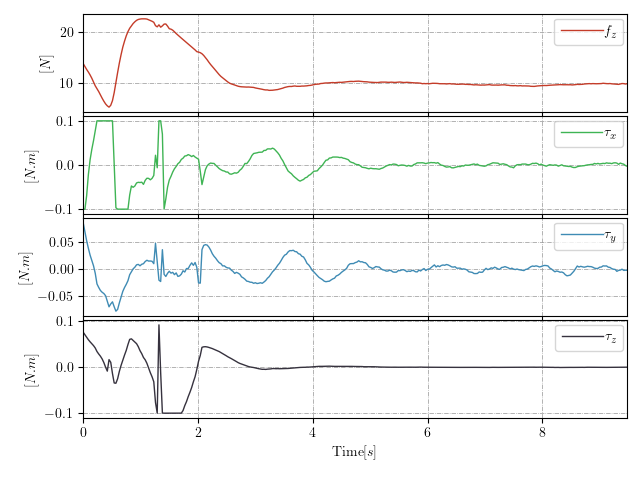 20
10
[N]
f_z
0.1
0.0
−0.1
[N.m]
τ_x
0.05
0.00
−0.05
[N.m]
τ_y
0.1
0.0
−0.1
[N.m]
τ_z
0 2 4 6 8
Time[s]